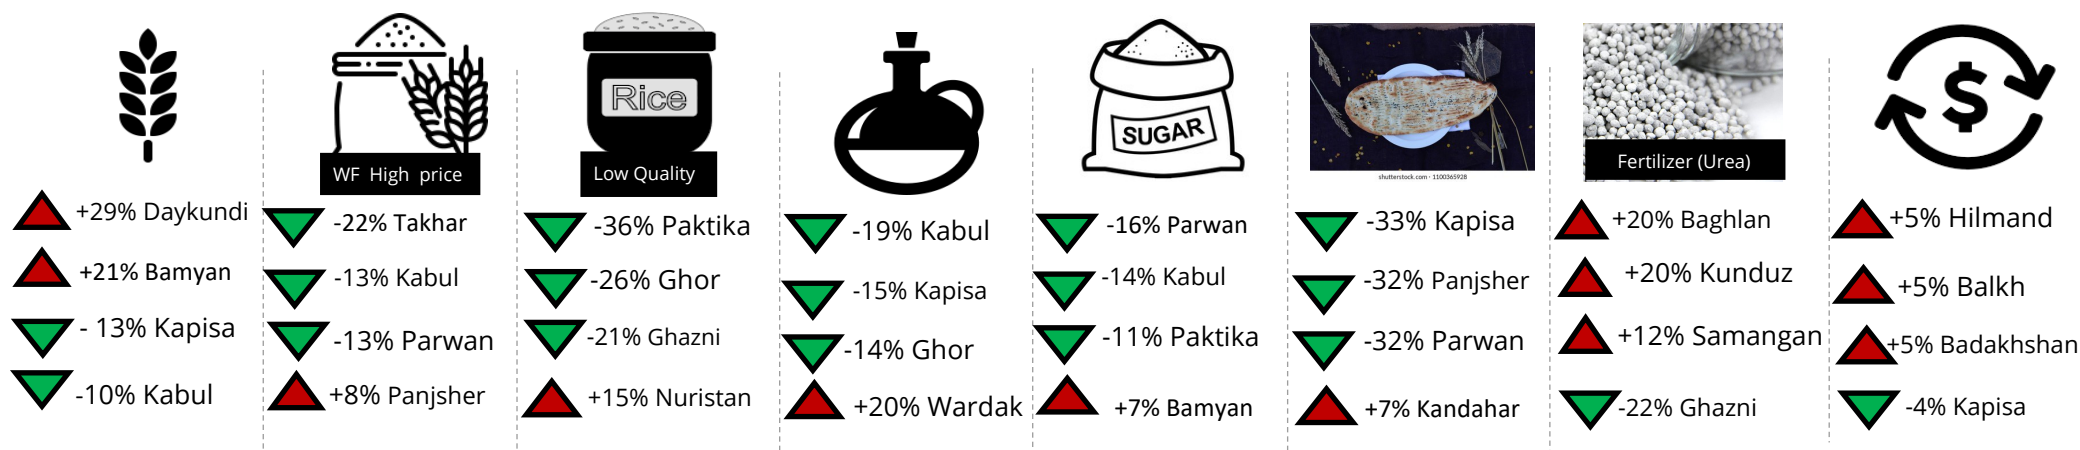 WF High price
+29% Daykundi
+21% Bamyan
- 13% Kapisa
-10% Kabul
-22% Takhar
-13% Kabul
-13% Parwan
+8% Panjsher
Rice
Low Quality
-36% Paktika
-26% Ghor
-21% Ghazni
+15% Nuristan
-19% Kabul
-15% Kapisa
-14% Ghor
+20% Wardak
SUGAR
-16% Parwan
-14% Kabul
-11% Paktika
+7% Bamyan
shutterstock.com · 1100365928
-33% Kapisa
-32% Panjsher
-32% Parwan
+7% Kandahar
Fertilizer (Urea)
+20% Baghlan
+20% Kunduz
+12% Samangan
-22% Ghazni
$
+5% Hilmand
+5% Balkh
+5% Badakhshan
-4% Kapisa